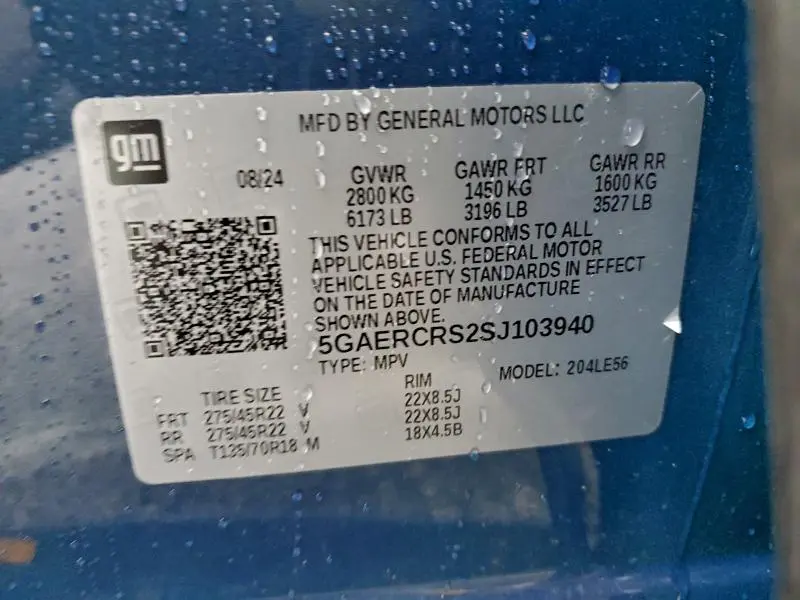 gm
MFD BY GENERAL MOTORS LLC
08/24 GVWR GAWR FRT GAWR RR
2800 KG 1450 KG 1600 KG
6173 LB 3196 LB 3527 LB
THIS VEHICLE CONFORMS TO ALL
APPLICABLE U.S. FEDERAL MOTOR
VEHICLE SAFETY STANDARDS IN EFFECT
ON THE DATE OF MANUFACTURE
SHOWN ABOVE.
5GAERCRS2SJ103940
TYPE: MPV MODEL: 204LE56
TIRE SIZE RIM
FRT 275/45R22 V 22X8.5J
RR 275/45R22 V 22X8.5J
SPA T135/70R18 M 18X4.5B